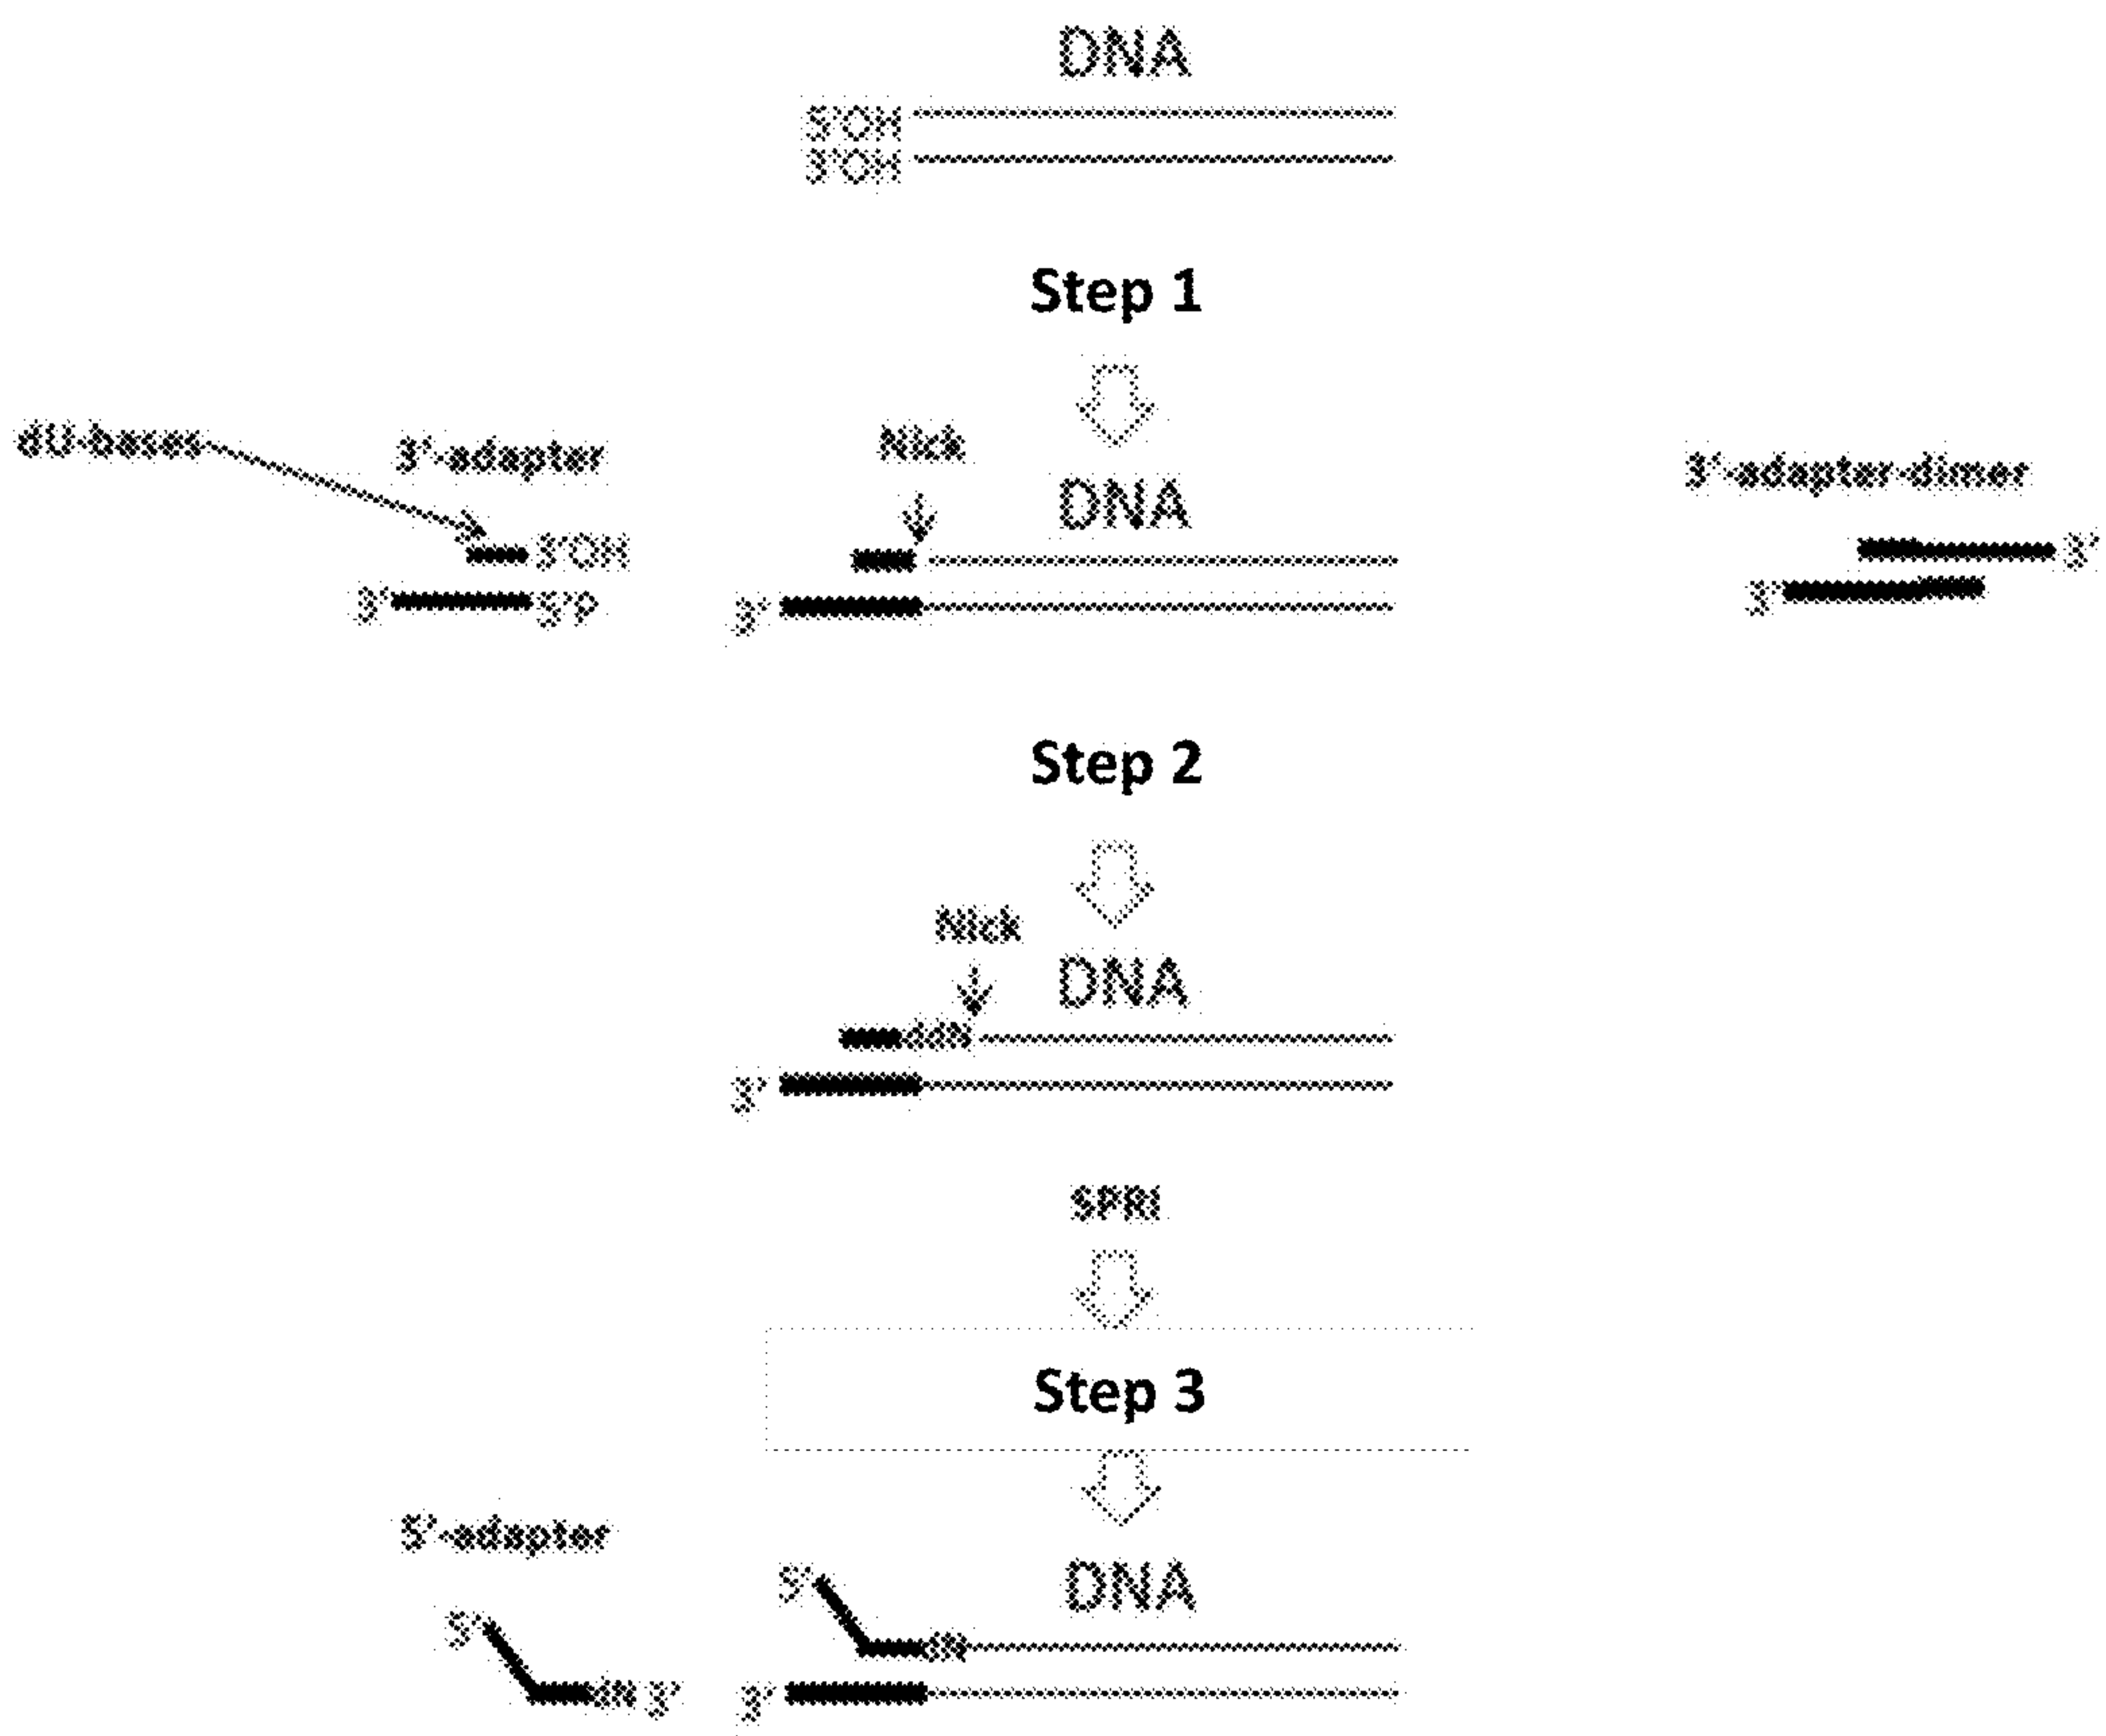 DNA
5'OH
3'OH
Step 1
dU-bases
3'-adapter
Nick
DNA
3'-adapter-dimer
3'OH
3'
5'P
3'
3'
3'
Step 2
Nick
DNA
ddN
3'
SPRI
Step 3
5'-adapter
5'
DNA
5'
dN
dN 3'
3'